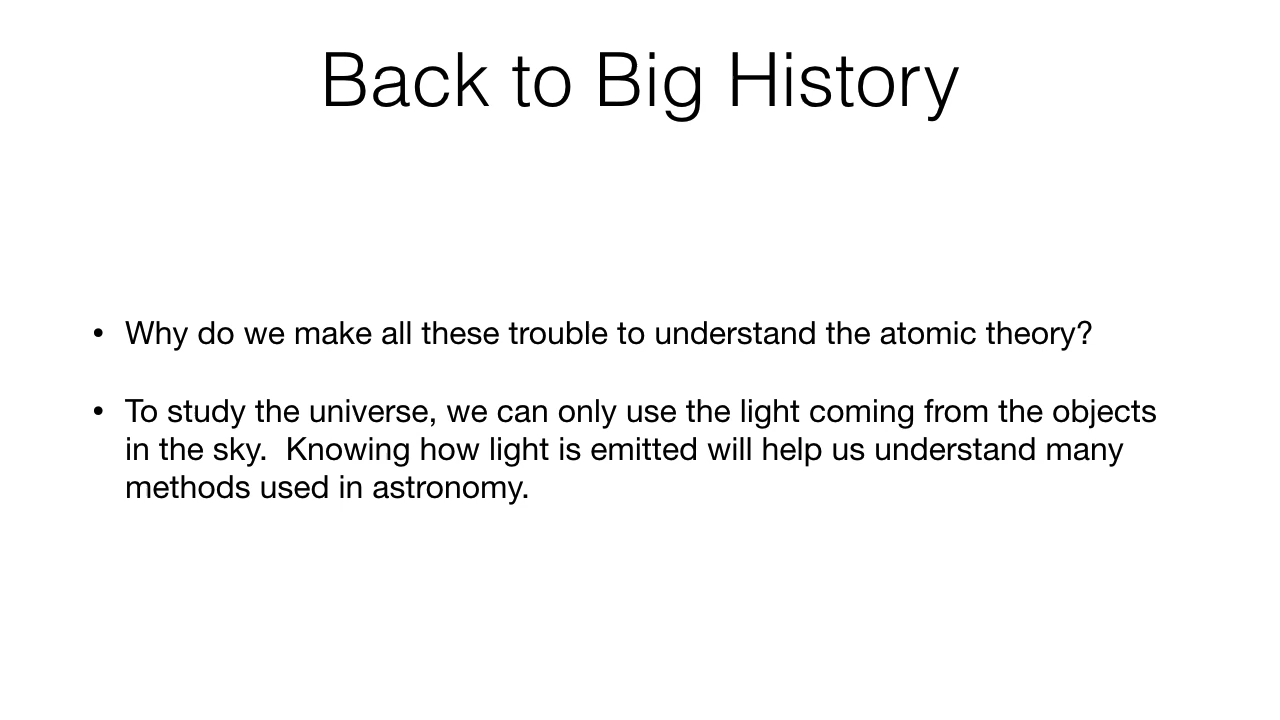 Back to Big History
• Why do we make all these trouble to understand the atomic theory?
• To study the universe, we can only use the light coming from the objects
in the sky.  Knowing how light is emitted will help us understand many
methods used in astronomy.